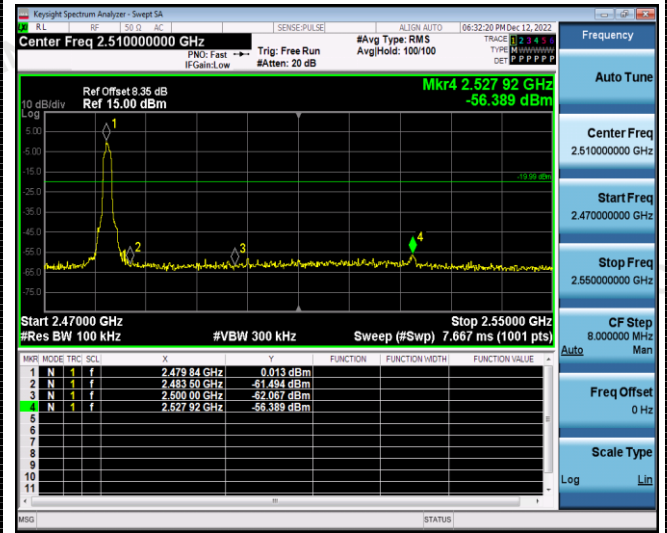 Keysight Spectrum Analyzer - Swept SA
RL RF 50 Ω AC SENSE:PULSE ALIGN AUTO 06:32:20 PM Dec 12, 2022
Center Freq 2.510000000 GHz
PNO: Fast
IFGain:Low
Trig: Free Run
#Atten: 20 dB
#Avg Type: RMS
Avg|Hold: 100/100
TRACE 1 2 3 4 5 6
TYPE M W W W W W
DET P P P P P P
Ref Offset 8.35 dB
Ref 15.00 dBm
10 dB/div
Log
Mkr4 2.527 92 GHz
-56.389 dBm
5.00
-5.00
-15.0
-25.0
-35.0
-45.0
-55.0
-65.0
-75.0
-19.99 dBm
1
2
3
4
Start 2.47000 GHz
Stop 2.55000 GHz
#Res BW 100 kHz
#VBW 300 kHz
Sweep (#Swp) 7.667 ms (1001 pts)
MKR MODE TRC SCL X Y FUNCTION FUNCTION WIDTH FUNCTION VALUE
1 N 1 f 2.479 84 GHz 0.013 dBm
2 N 1 f 2.483 50 GHz -61.494 dBm
3 N 1 f 2.500 00 GHz -62.067 dBm
4 N 1 f 2.527 92 GHz -56.389 dBm
5
6
7
8
9
10
11
MSG
STATUS
Frequency
Auto Tune
Center Freq
2.510000000 GHz
Start Freq
2.470000000 GHz
Stop Freq
2.550000000 GHz
CF Step
8.000000 MHz
Auto Man
Freq Offset
0 Hz
Scale Type
Log Lin